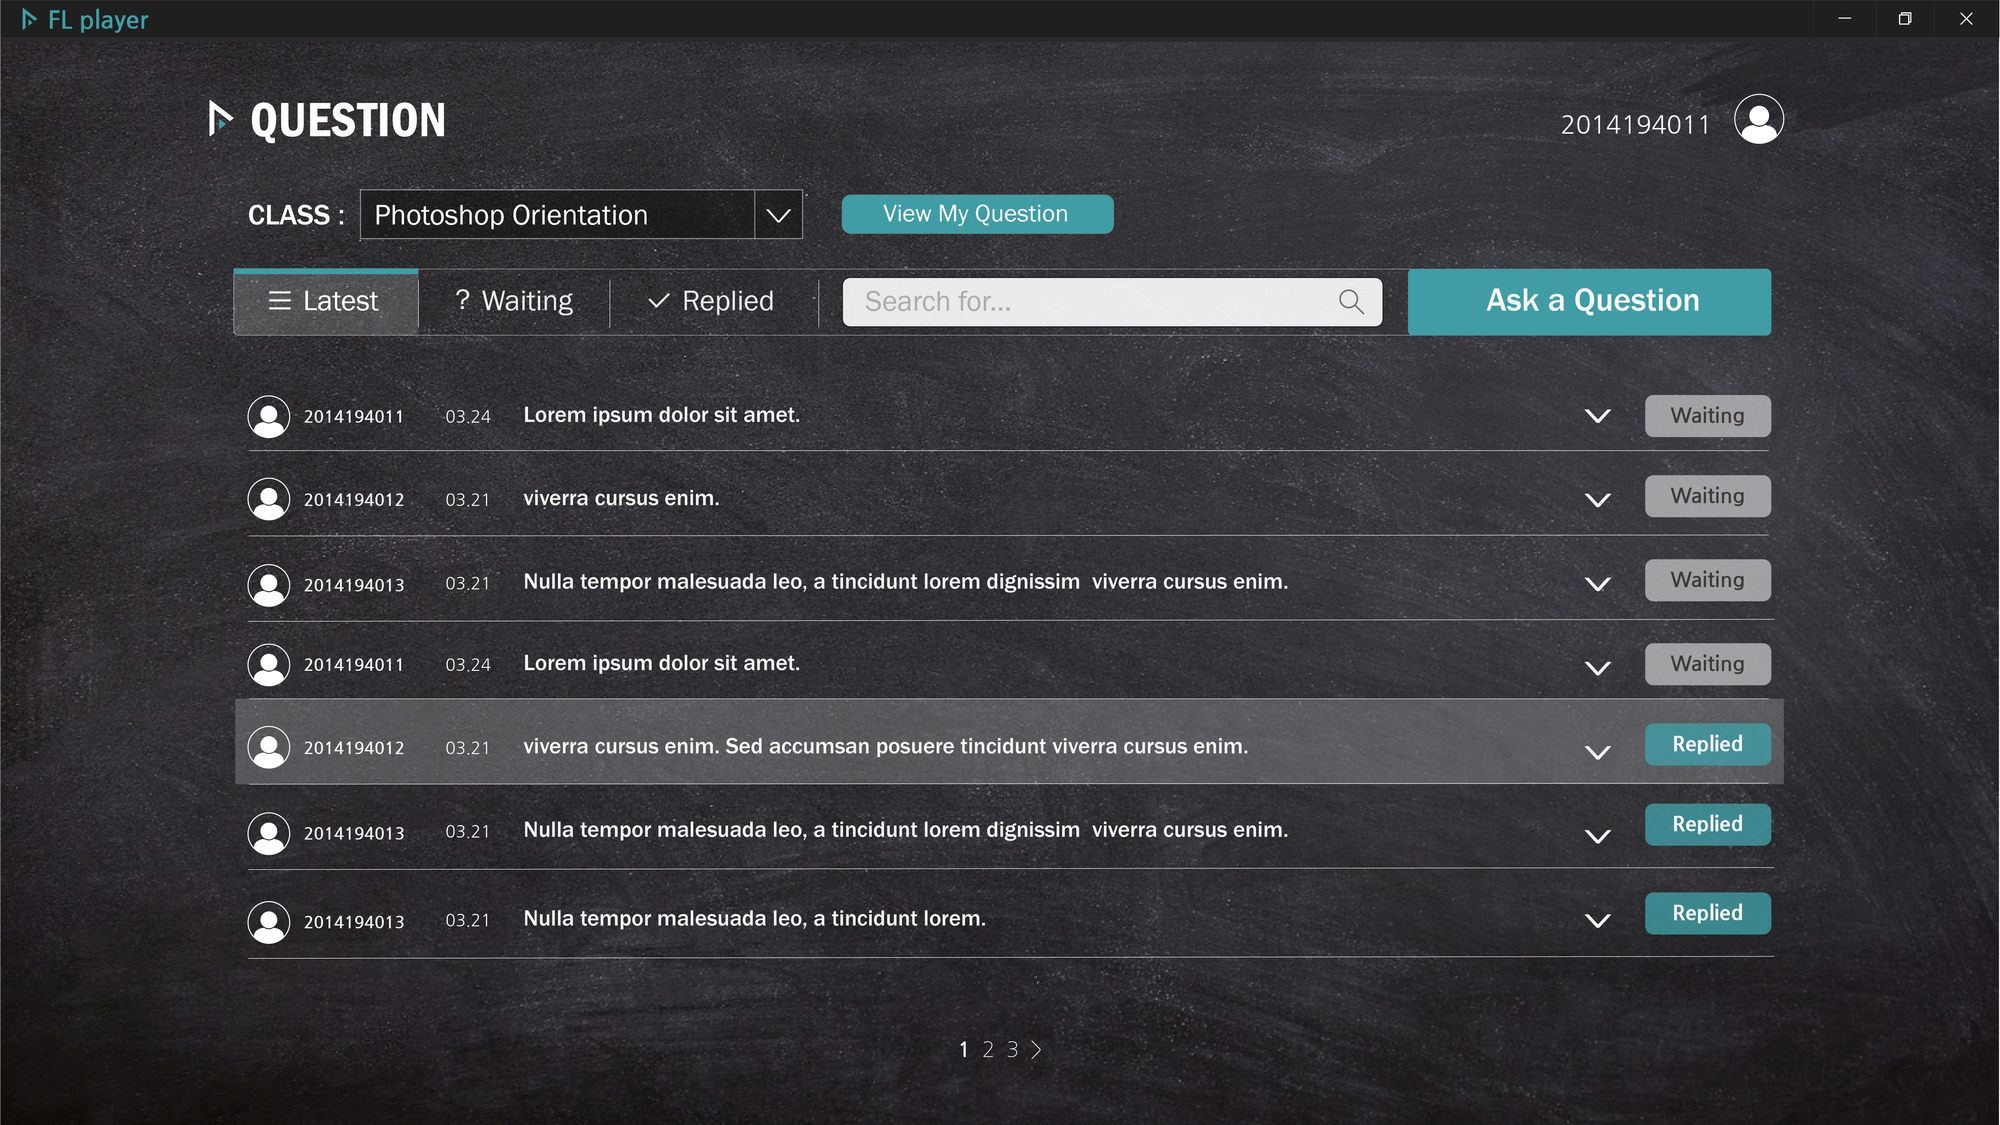 FL player
QUESTION
2014194011
CLASS : Photoshop Orientation
View My Question
Latest
? Waiting
Replied
Search for...
Ask a Question
2014194011 03.24 Lorem ipsum dolor sit amet. Waiting
2014194012 03.21 viverra cursus enim. Waiting
2014194013 03.21 Nulla tempor malesuada leo, a tincidunt lorem dignissim viverra cursus enim. Waiting
2014194011 03.24 Lorem ipsum dolor sit amet. Waiting
2014194012 03.21 viverra cursus enim. Sed accumsan posuere tincidunt viverra cursus enim. Replied
2014194013 03.21 Nulla tempor malesuada leo, a tincidunt lorem dignissim viverra cursus enim. Replied
2014194013 03.21 Nulla tempor malesuada leo, a tincidunt lorem. Replied
1 2 3 >